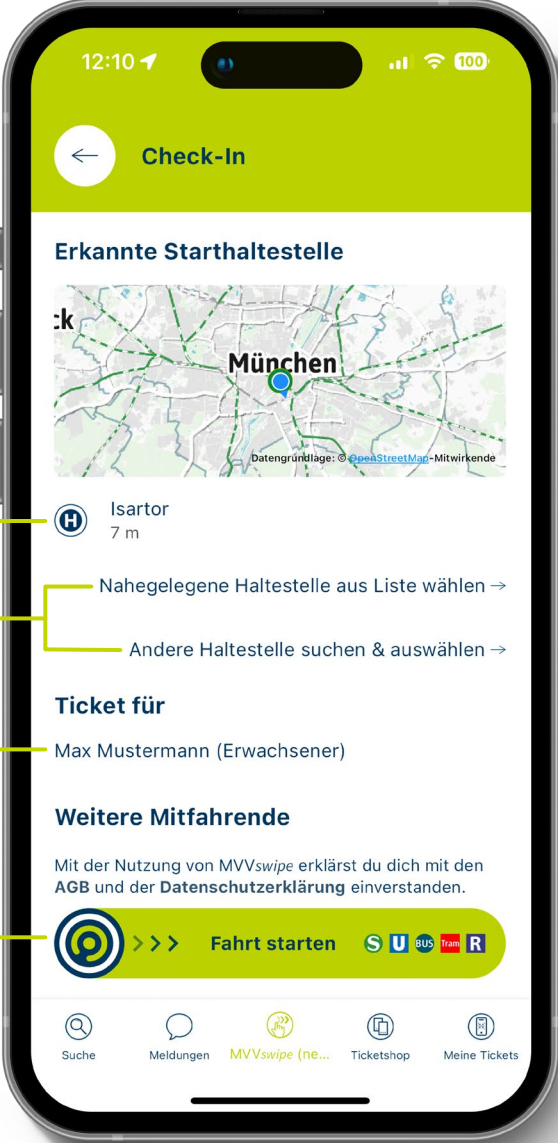 12:10
100
Check-In
Erkannte Starthaltestelle
ck
München
Datengrundlage: © OpenStreetMap-Mitwirkende
H
Isartor
7 m
Nahegelegene Haltestelle aus Liste wählen →
Andere Haltestelle suchen & auswählen →
Ticket für
Max Mustermann (Erwachsener)
Weitere Mitfahrende
Mit der Nutzung von MVVswipe erklärst du dich mit den
AGB und der Datenschutzerklärung einverstanden.
>>> Fahrt starten S U BUS Tram R
Suche Meldungen MVVswipe (ne... Ticketshop Meine Tickets